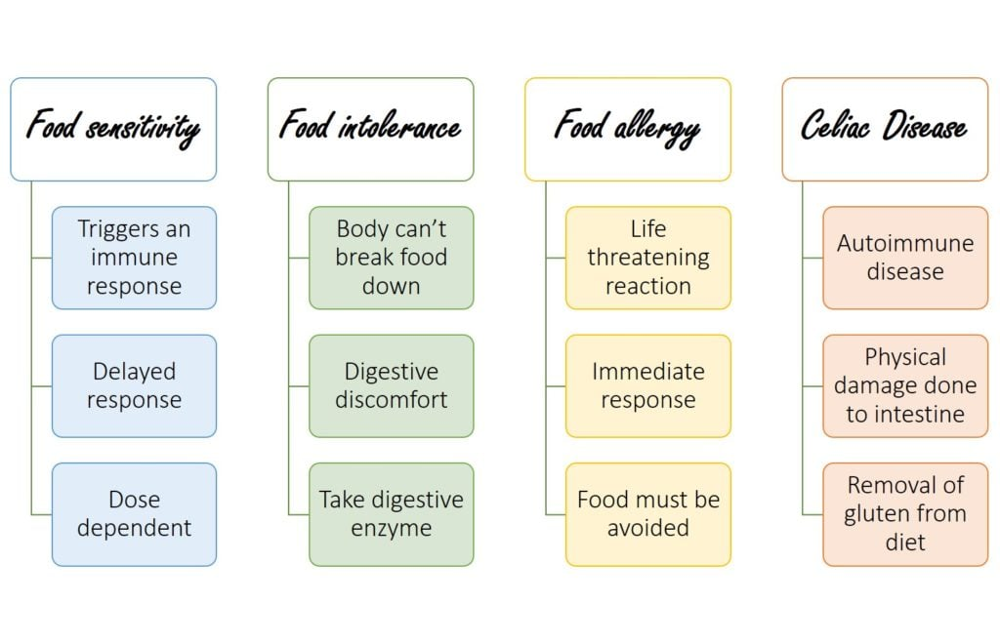 Food sensitivity
Triggers an
immune
response
Delayed
response
Dose
dependent
Food intolerance
Body can’t
break food
down
Digestive
discomfort
Take digestive
enzyme
Food allergy
Life
threatening
reaction
Immediate
response
Food must be
avoided
Celiac Disease
Autoimmune
disease
Physical
damage done
to intestine
Removal of
gluten from
diet